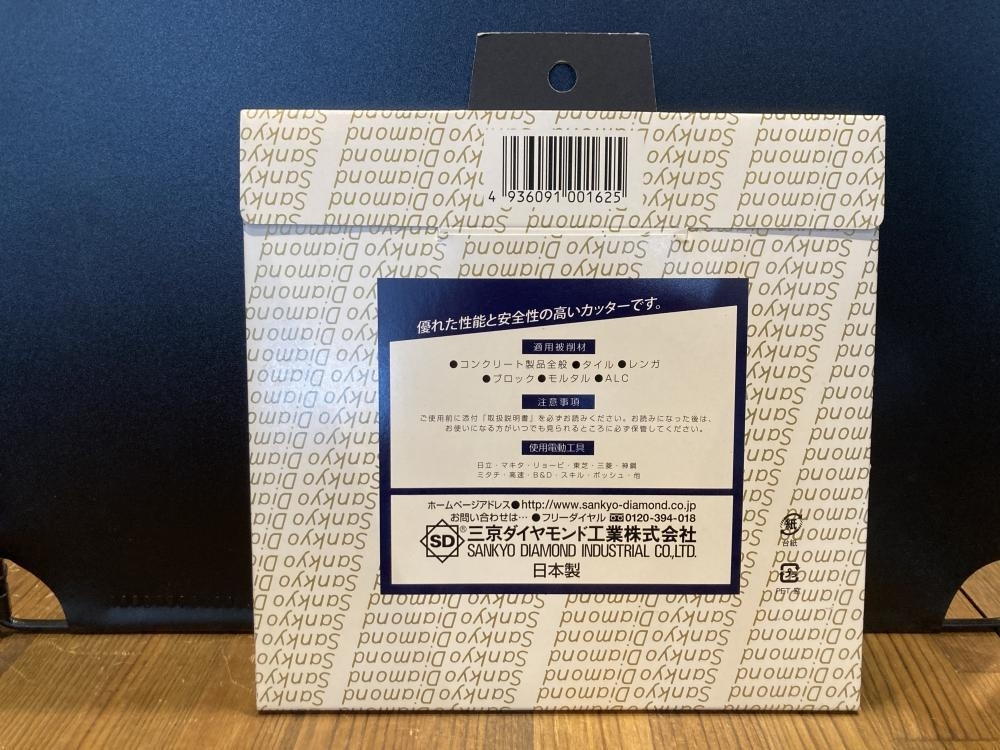 4 936091 001625
優れた性能と安全性の高いカッターです。
適用被削材
●コンクリート製品全般 ●タイル ●レンガ
●ブロック ●モルタル ●ALC
注意事項
ご使用前に添付『取扱説明書』を必ずお読みください。お読みになった後は、
お使いになる方がいつでも見られるところに必ず保管してください。
使用電動工具
日立・マキタ・リョービ・東芝・三菱・神鋼
ミタチ・高速・B&D・スキル・ボッシュ・他
ホームページアドレス●http://www.sankyo-diamond.co.jp
お問い合わせは…●フリーダイヤル 0120-394-018
SD® 三京ダイヤモンド工業株式会社
SANKYO DIAMOND INDUSTRIAL CO.,LTD.
日本製
紙
台紙
Sankyo Diamond